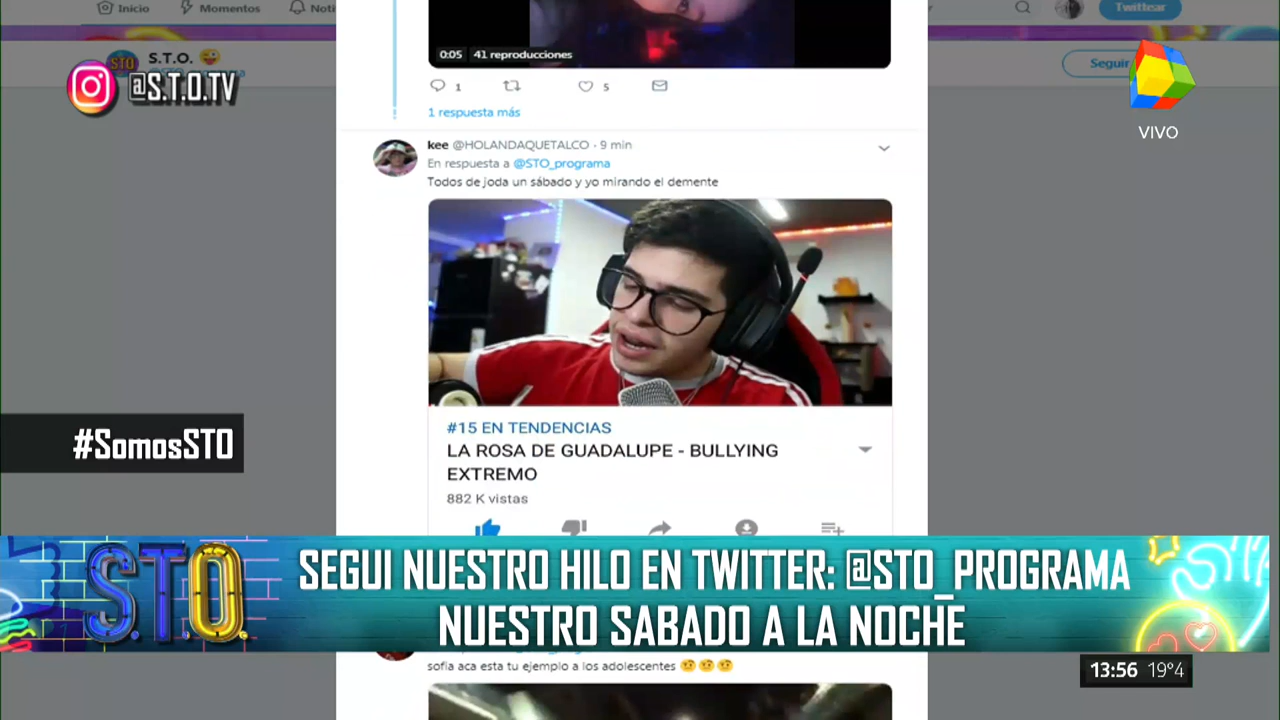 Inicio
Momentos
Noti
Twittear
S.T.O.
STO
Seguir
@S.T.O.TV
VIVO
0:05 41 reproducciones
1
5
1 respuesta más
kee @HOLANDAQUETALCO · 9 min
En respuesta a @STO_programa
Todos de joda un sábado y yo mirando el demente
#15 EN TENDENCIAS
LA ROSA DE GUADALUPE - BULLYING
EXTREMO
882 K vistas
#SomosSTO
S.T.O.
SEGUI NUESTRO HILO EN TWITTER: @STO_PROGRAMA
NUESTRO SABADO A LA NOCHE
sofia aca esta tu ejemplo a los adolescentes 🤨🤨🤨
13:56 19°4